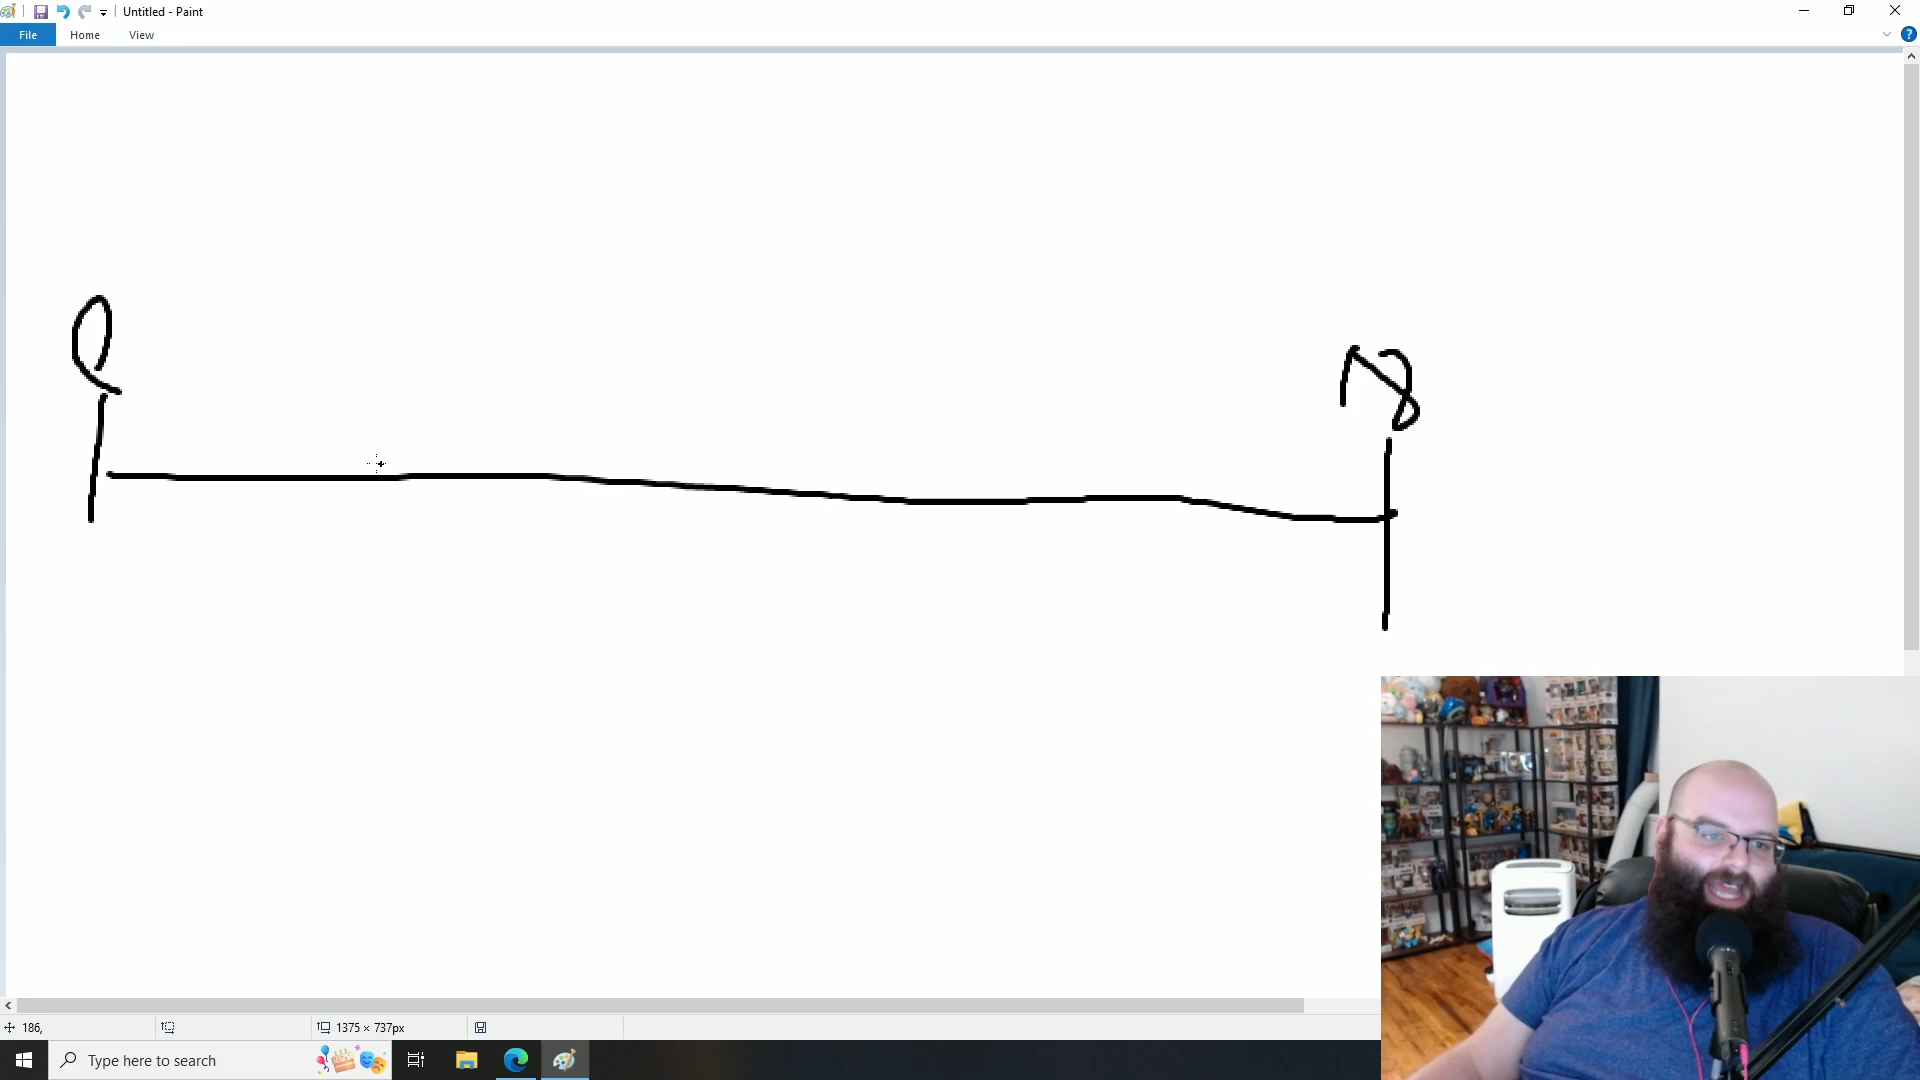 Untitled - Paint
File Home View
186,
1375 × 737px
Type here to search